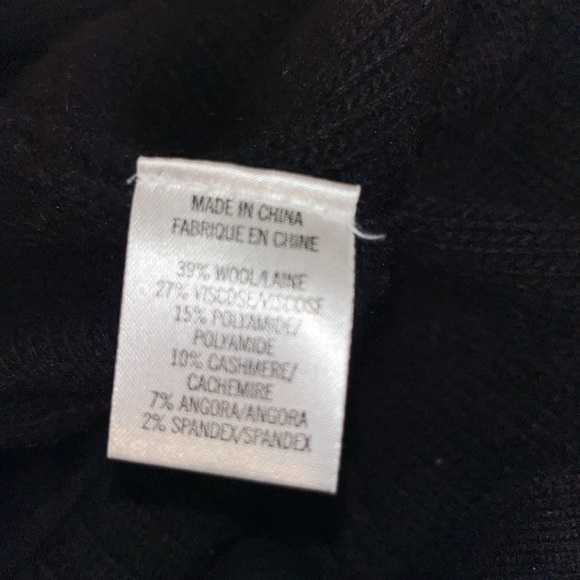 MADE IN CHINA
FABRIQUE EN CHINE
39% WOOL/LAINE
27% VISCOSE/VISCOSE
15% POLYAMIDE/
POLYAMIDE
10% CASHMERE/
CACHEMIRE
7% ANGORA/ANGORA
2% SPANDEX/SPANDEX